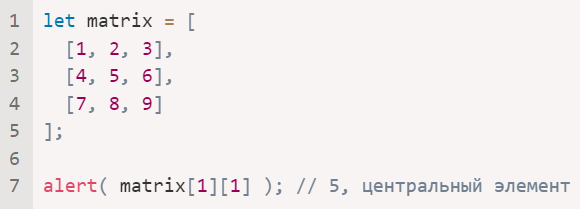 1 let matrix = [
2   [1, 2, 3],
3   [4, 5, 6],
4   [7, 8, 9]
5 ];
6
7 alert( matrix[1][1] ); // 5, центральный элемент